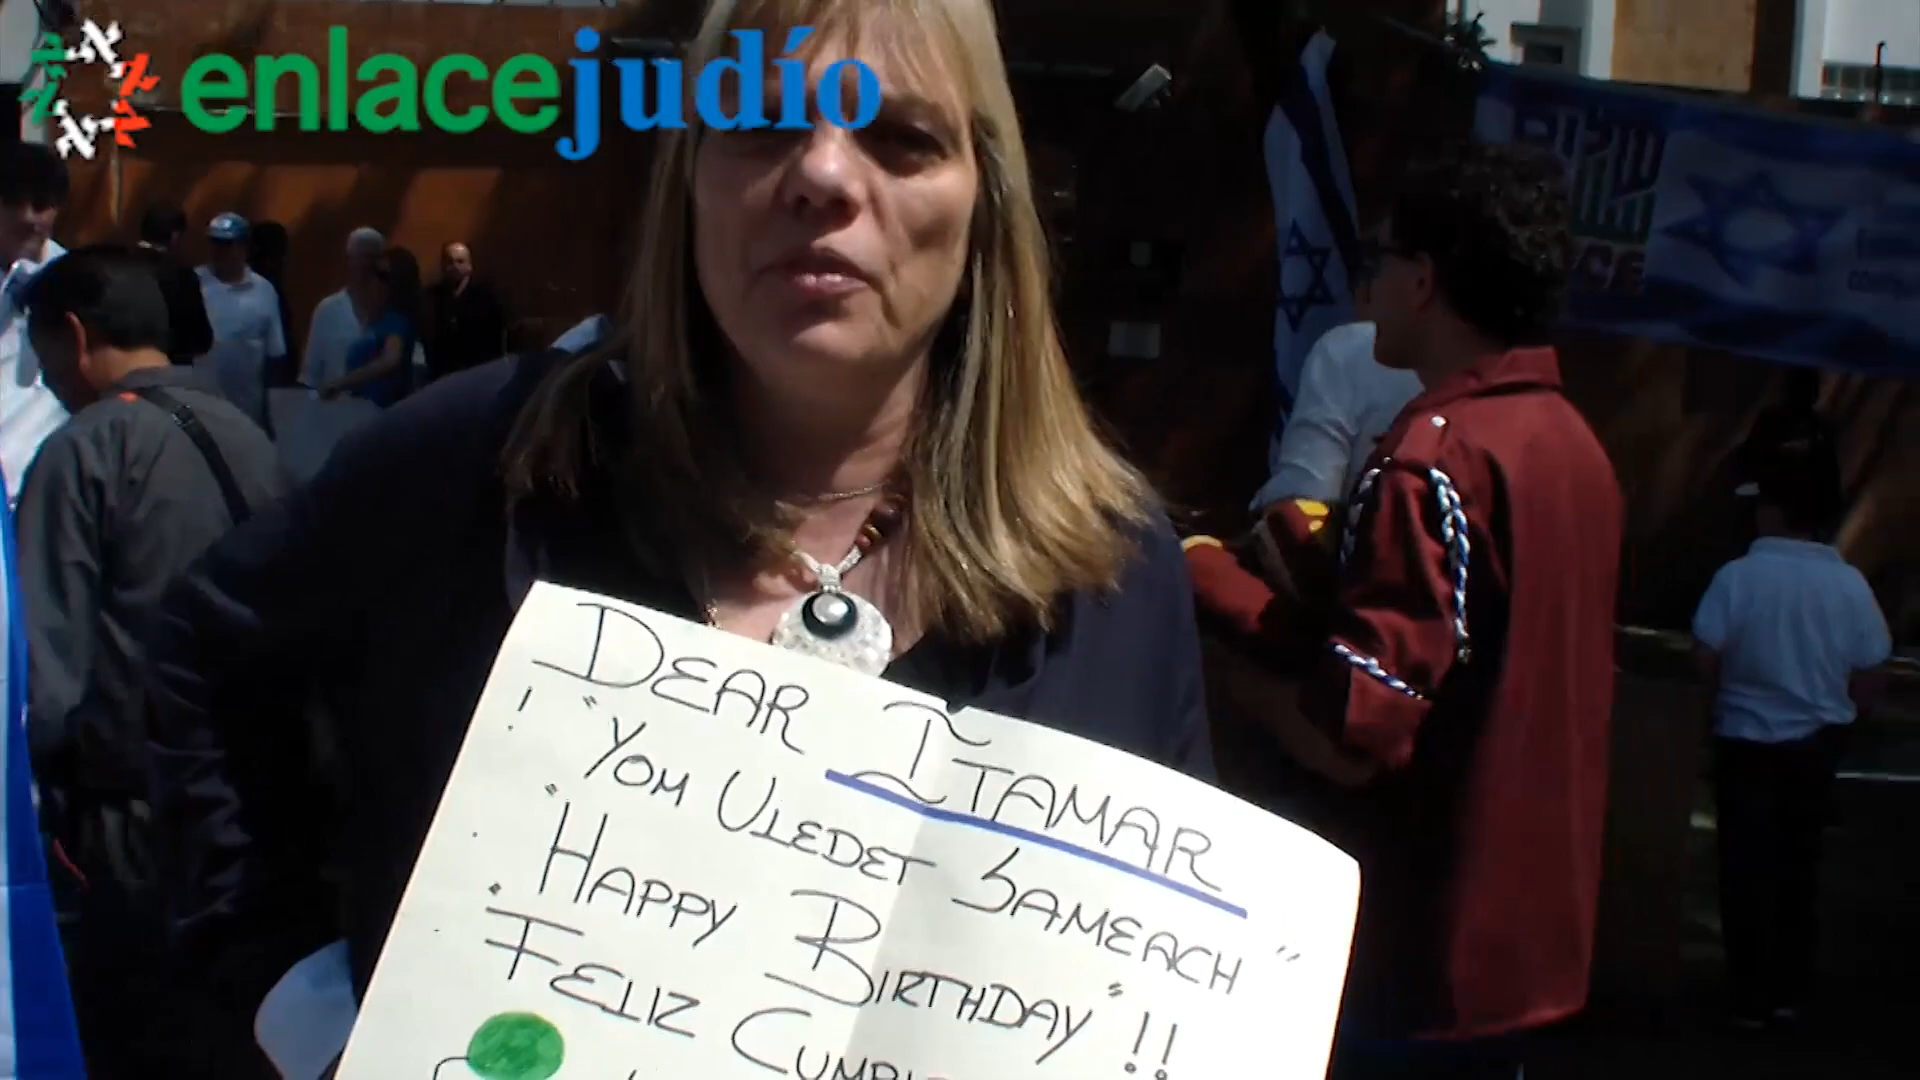 enlacejudío
DEAR ITAMAR
! "YOM ULEDET SAMEACH"
"HAPPY BIRTHDAY"!!
FELIZ